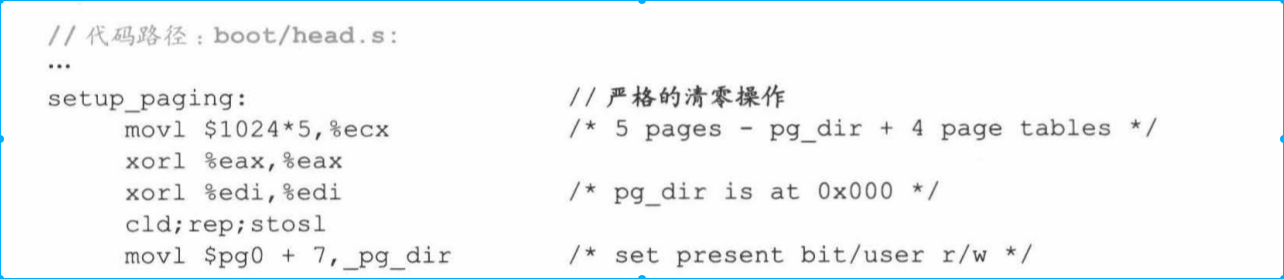 // 代码路径：boot/head.s:
…
setup_paging: // 严格的清零操作
movl $1024*5,%ecx /* 5 pages - pg_dir + 4 page tables */
xorl %eax,%eax
xorl %edi,%edi /* pg_dir is at 0x000 */
cld;rep;stosl
movl $pg0 + 7,_pg_dir /* set present bit/user r/w */